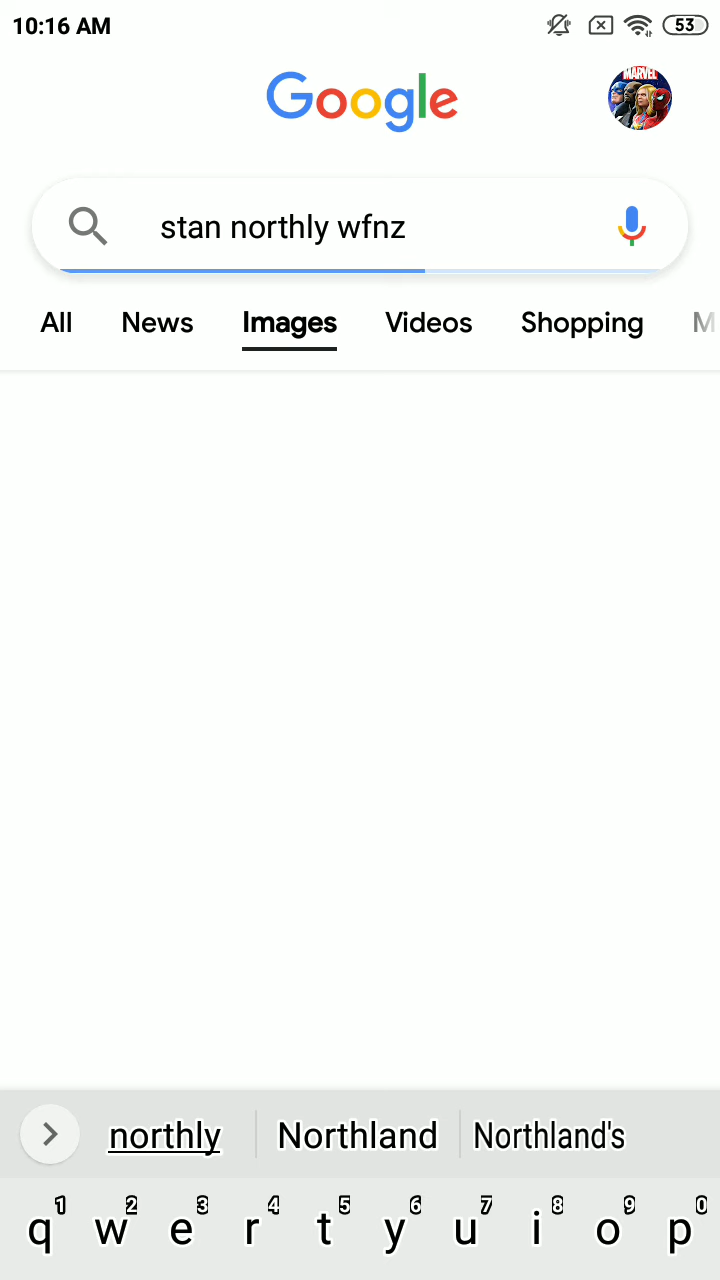 10:16 AM 53
Google
MARVEL
stan northly wfnz
All News Images Videos Shopping M
northly Northland Northland's
1 2 3 4 5 6 7 8 9 0
q w e r t y u i o p